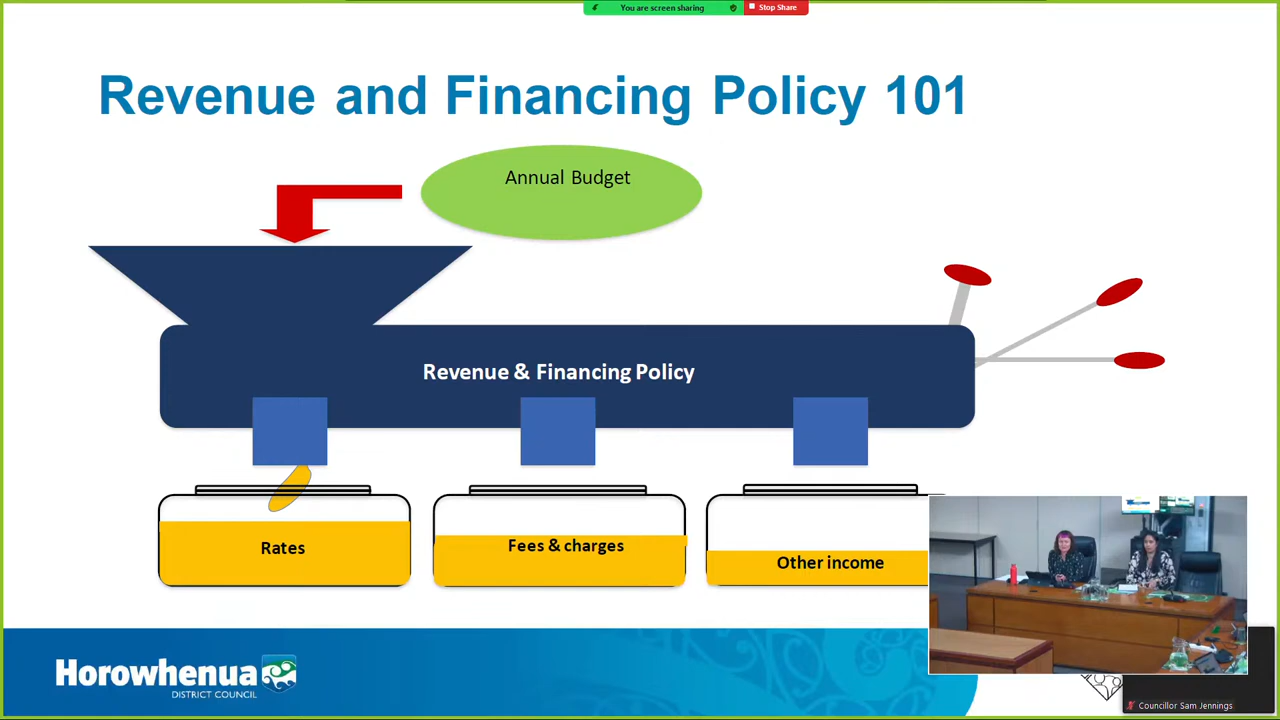 You are screen sharing
Stop Share
Revenue and Financing Policy 101
Annual Budget
Revenue & Financing Policy
Rates
Fees & charges
Other income
Horowhenua
DISTRICT COUNCIL
Councillor Sam Jennings